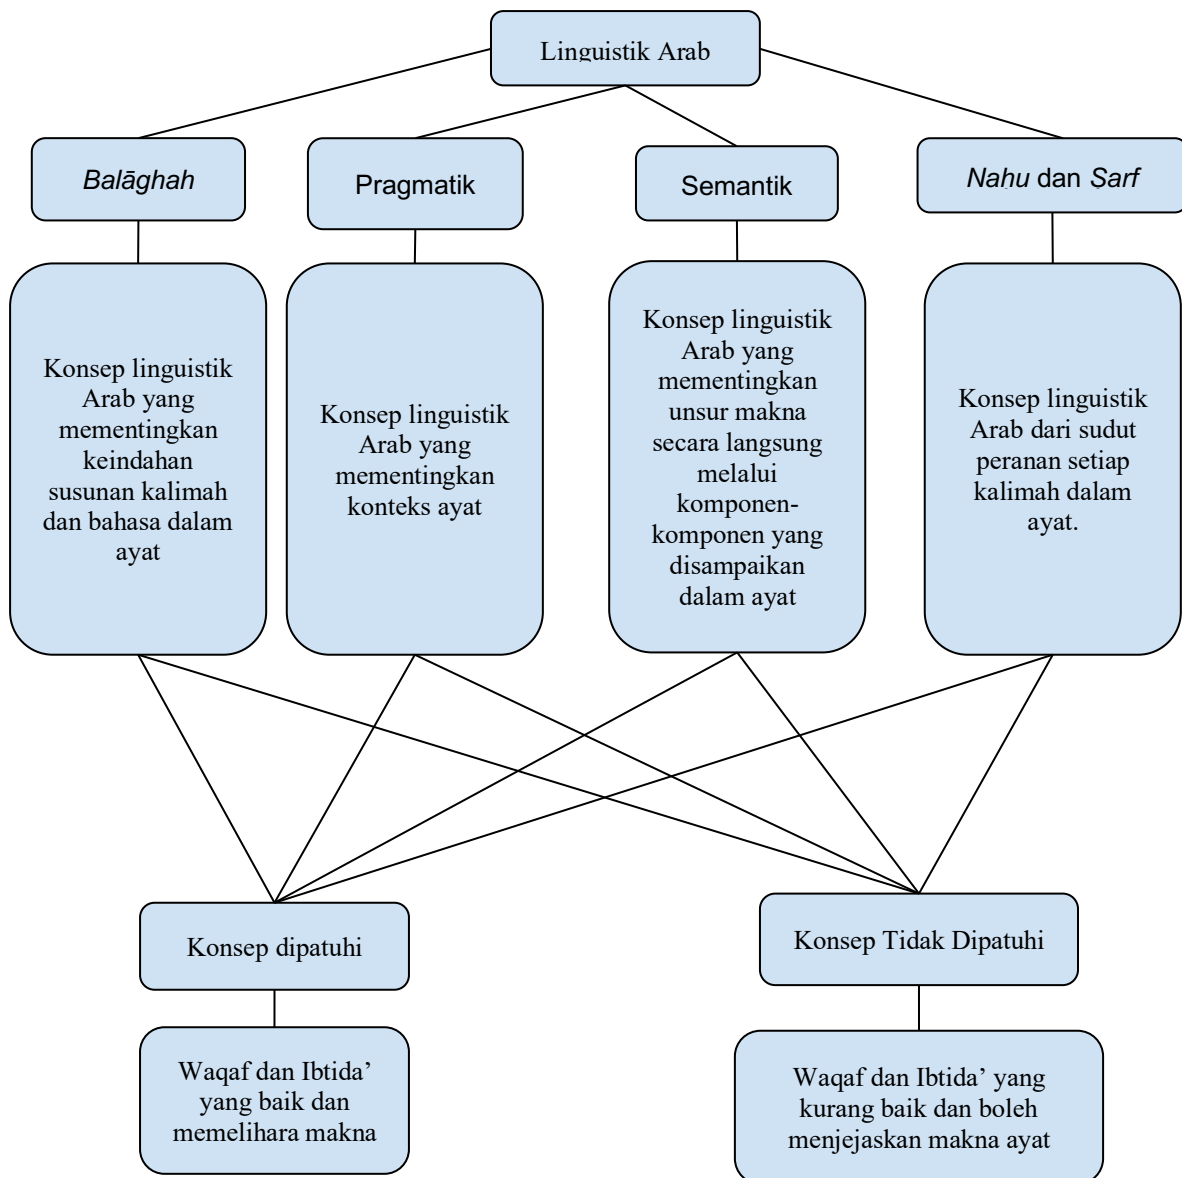 Linguistik Arab
Balāghah
Pragmatik
Semantik
Naḥu dan Ṣarf
Konsep linguistik
Arab yang
mementingkan
keindahan
susunan kalimah
dan bahasa dalam
ayat
Konsep linguistik
Arab yang
mementingkan
konteks ayat
Konsep linguistik
Arab yang
mementingkan
unsur makna
secara langsung
melalui
komponen-
komponen yang
disampaikan
dalam ayat
Konsep linguistik
Arab dari sudut
peranan setiap
kalimah dalam
ayat.
Konsep dipatuhi
Konsep Tidak Dipatuhi
Waqaf dan Ibtida’
yang baik dan
memelihara makna
Waqaf dan Ibtida’ yang
kurang baik dan boleh
menjejaskan makna ayat